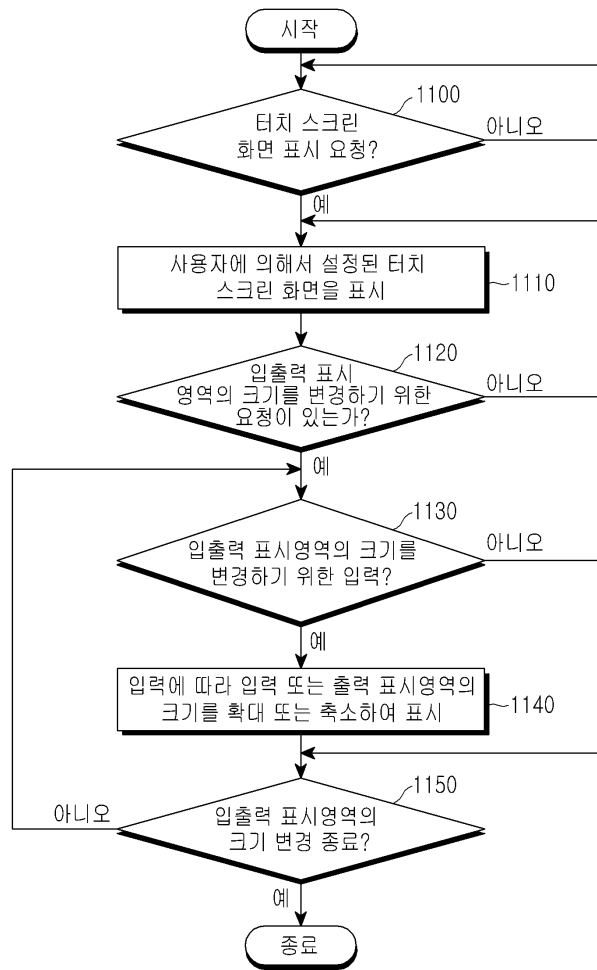 시작
1100
터치 스크린
화면 표시 요청?
아니오
예
사용자에 의해서 설정된 터치
스크린 화면을 표시
1110
1120
입출력 표시
영역의 크기를 변경하기 위한
요청이 있는가?
아니오
예
1130
입출력 표시영역의 크기를
변경하기 위한 입력?
아니오
예
입력에 따라 입력 또는 출력 표시영역의
크기를 확대 또는 축소하여 표시
1140
1150
입출력 표시영역의
크기 변경 종료?
아니오
예
종료